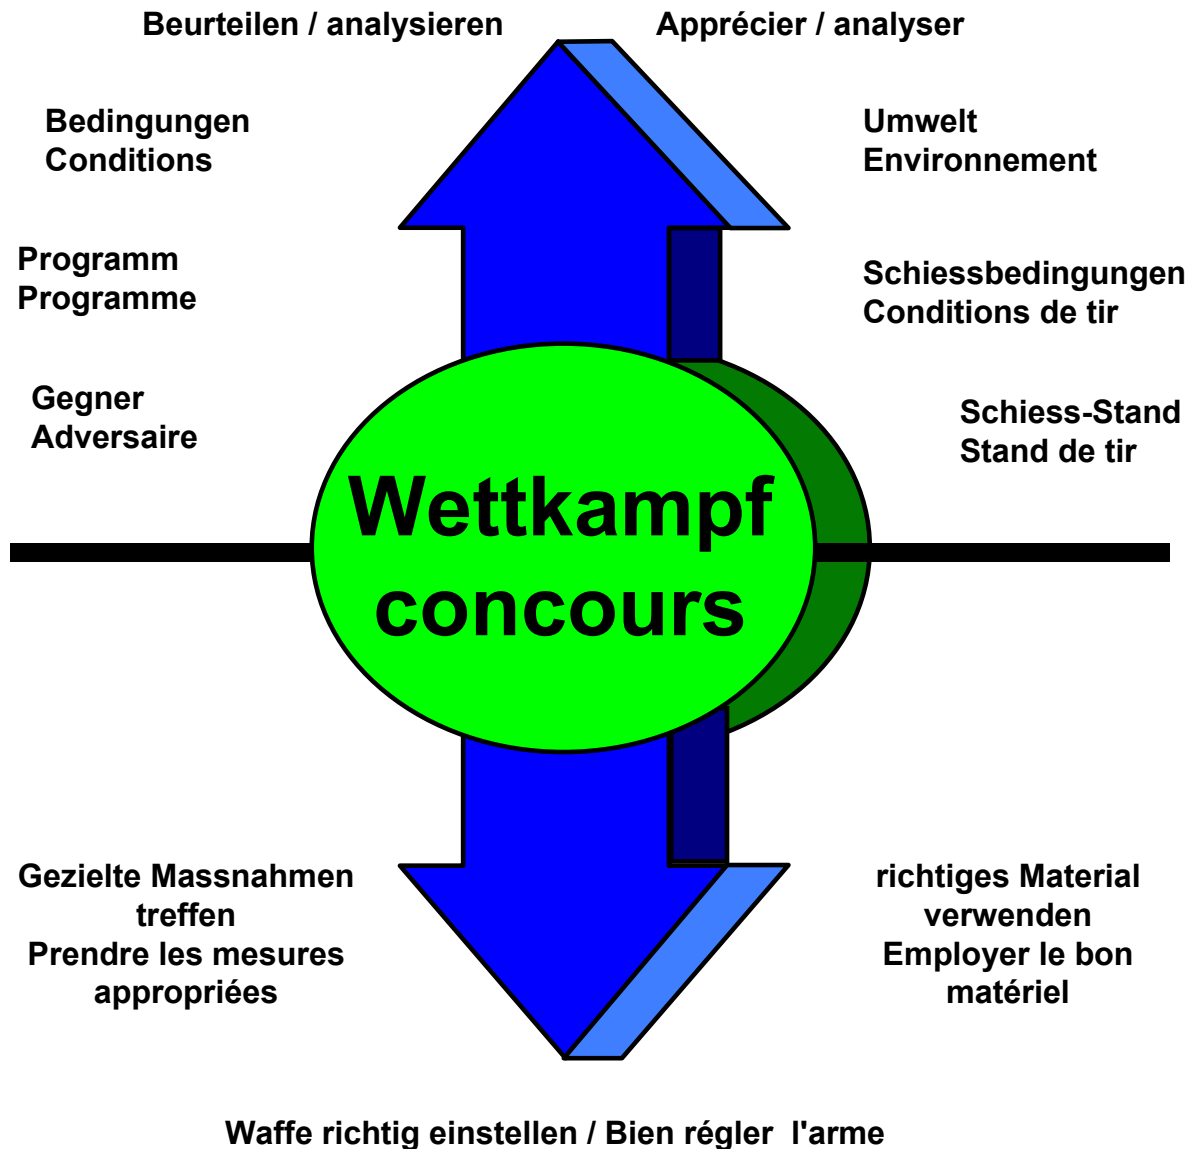 Beurteilen / analysieren Apprécier / analyser
Bedingungen
Conditions
Umwelt
Environnement
Programm
Programme
Schiessbedingungen
Conditions de tir
Gegner
Adversaire
Schiess-Stand
Stand de tir
Wettkampf
concours
Gezielte Massnahmen
treffen
Prendre les mesures
appropriées
richtiges Material
verwenden
Employer le bon
matériel
Waffe richtig einstellen / Bien régler l'arme